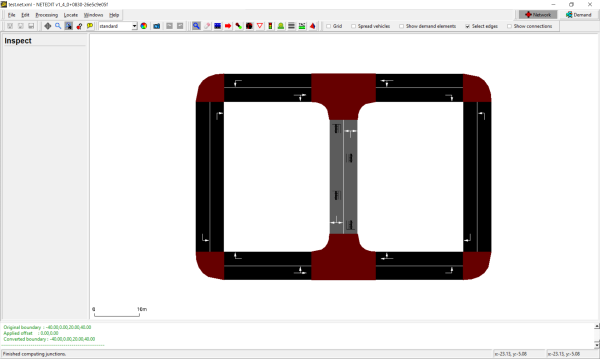 test.net.xml - NETEDIT v1_4_0+0830-26e5c9e05f
File Edit Processing Locate Windows Help
Network Demand
standard Grid Spread vehicles Show demand elements Select edges Show connections
Inspect
0 10m
Original boundary : -40.00,0.00,20.00,40.00
Applied offset : 0.00,0.00
Converted boundary : -40.00,0.00,20.00,40.00
Finished computing junctions. x:-23.13, y:-5.08 x:-23.13, y:-5.08